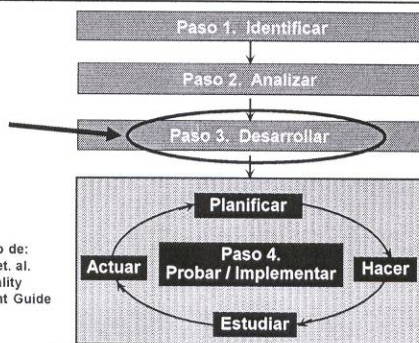 Paso 1. Identificar
Paso 2. Analizar
Paso 3. Desarrollar
Planificar
Actuar
Paso 4.
Probar / Implementar
Hacer
Estudiar
o de:
et. al.
ality
nt Guide